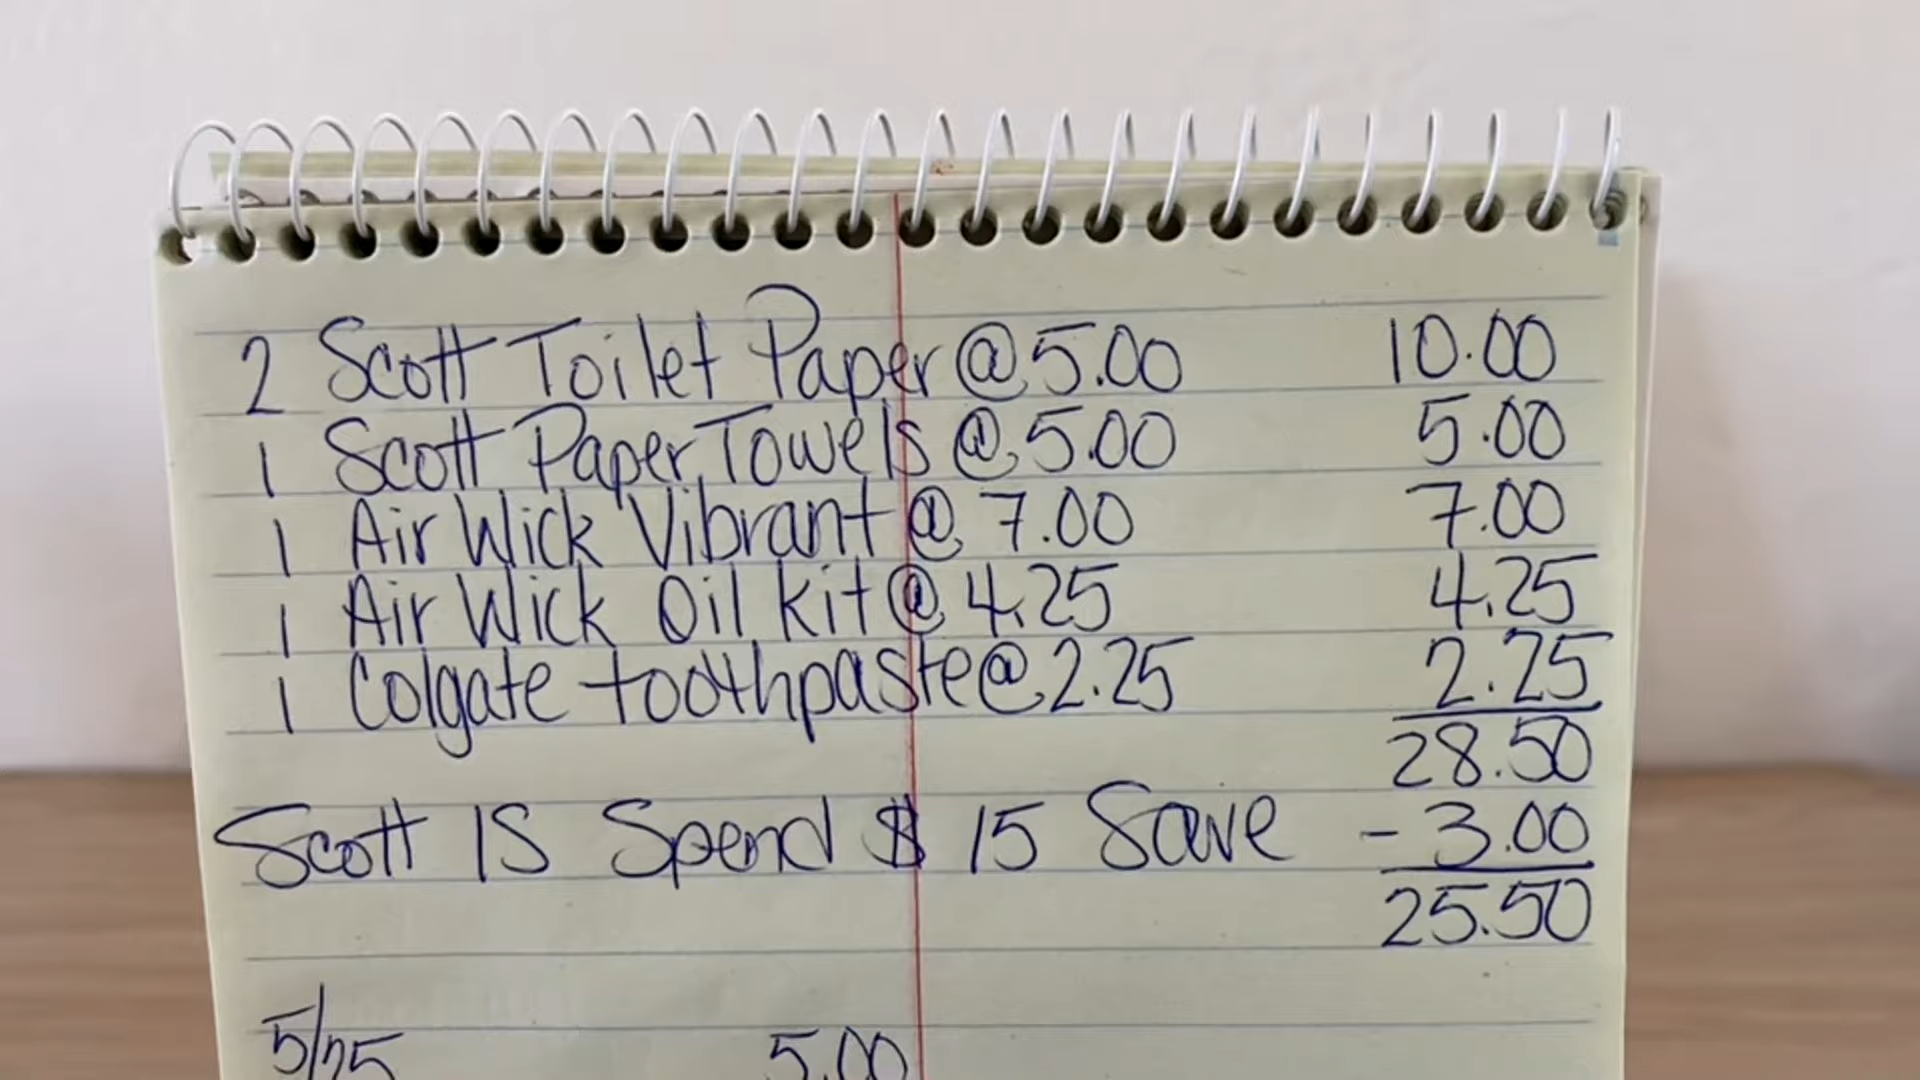 2 Scott Toilet Paper @ 5.00 10.00
1 Scott Paper Towels @ 5.00 5.00
1 Air Wick Vibrant @ 7.00 7.00
1 Air Wick Oil Kit @ 4.25 4.25
1 Colgate toothpaste @ 2.25 2.25
28.50
Scott IS Spend $ 15 Save - 3.00
25.50
5/25 5.00